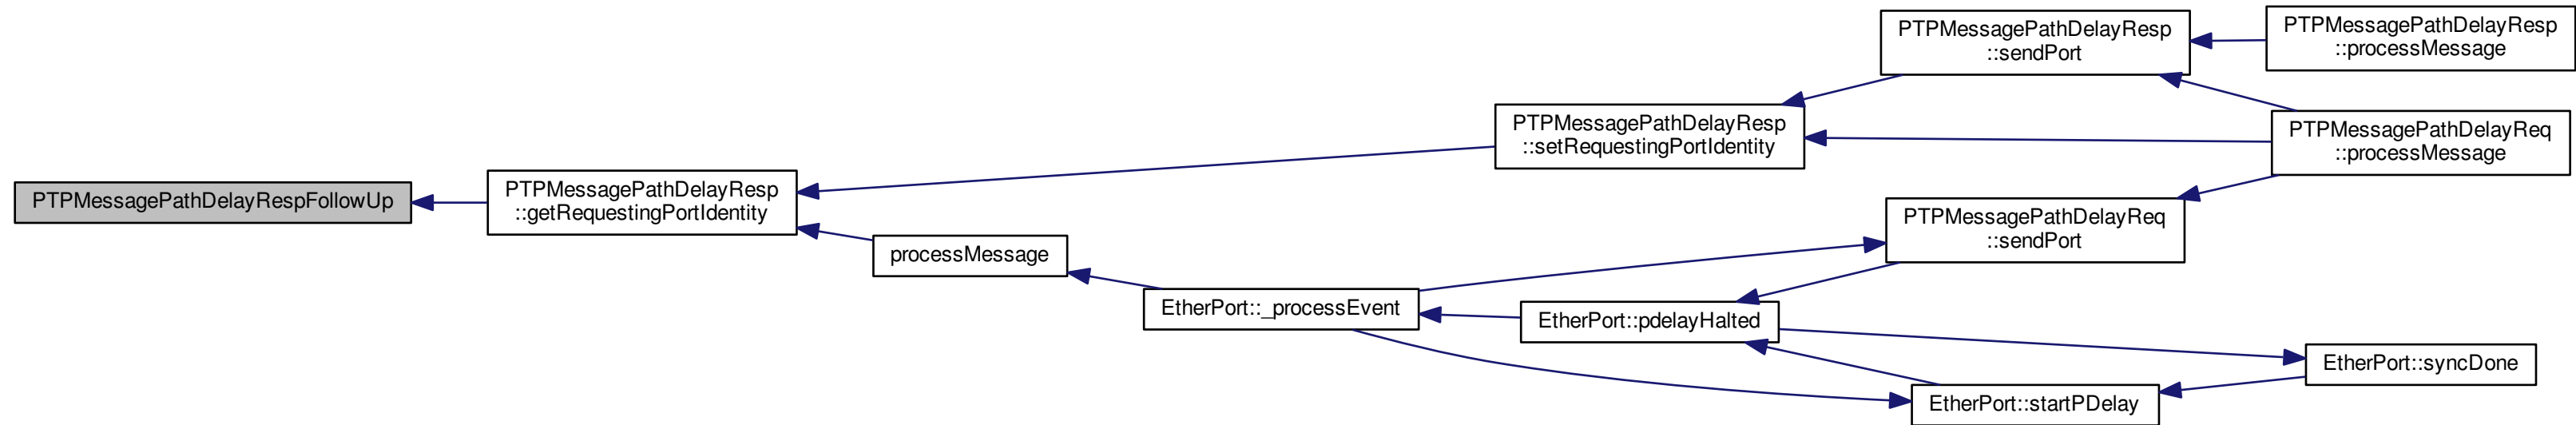 PTPMessagePathDelayRespFollowUp
PTPMessagePathDelayResp
::getRequestingPortIdentity
processMessage
EtherPort::_processEvent
PTPMessagePathDelayResp
::setRequestingPortIdentity
EtherPort::pdelayHalted
PTPMessagePathDelayResp
::sendPort
PTPMessagePathDelayReq
::sendPort
EtherPort::startPDelay
PTPMessagePathDelayResp
::processMessage
PTPMessagePathDelayReq
::processMessage
EtherPort::syncDone